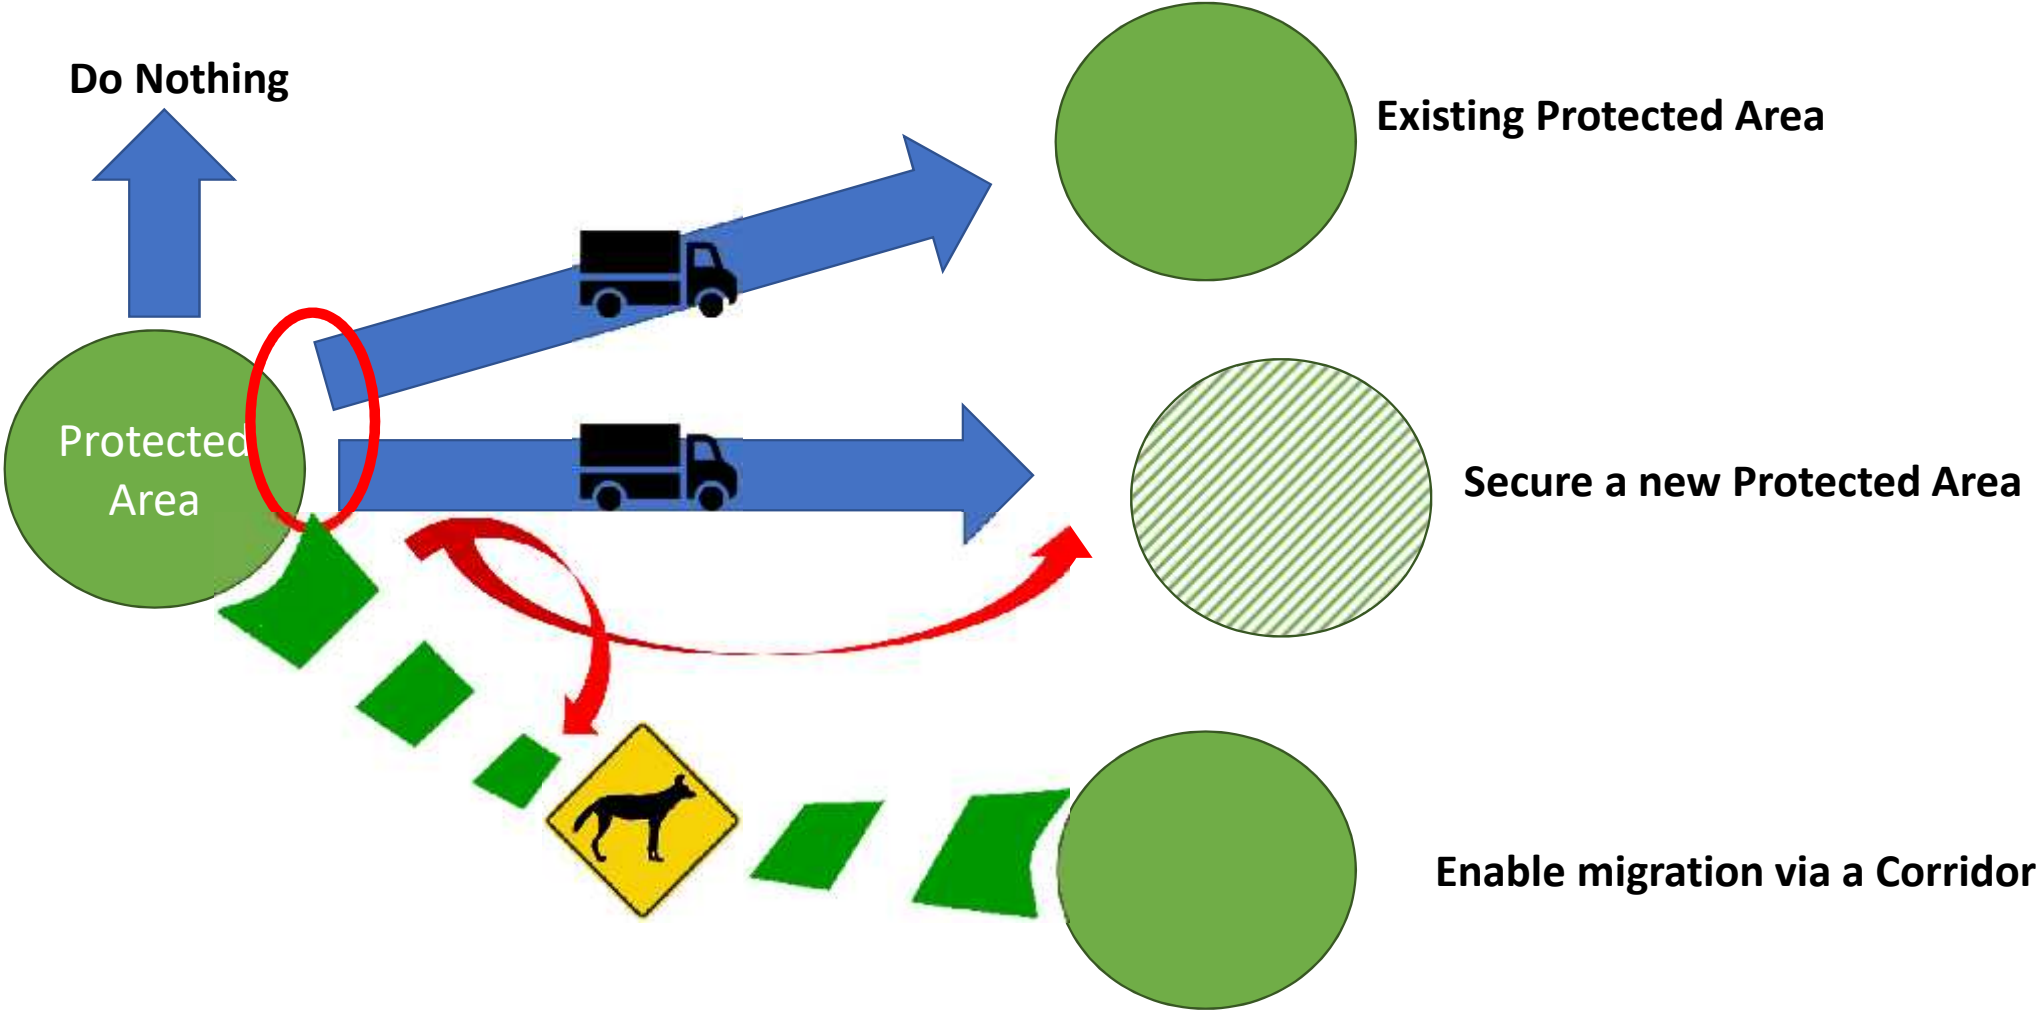 Do Nothing
Existing Protected Area
Protected
Area
Secure a new Protected Area
Enable migration via a Corridor